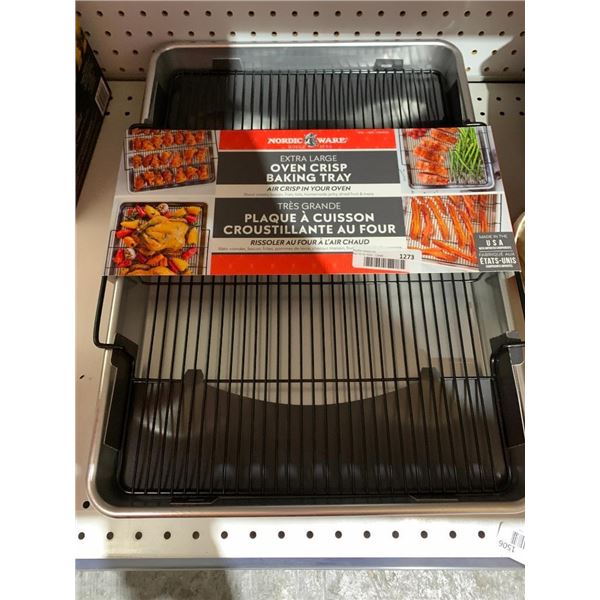 NORDIC WARE
EXTRA LARGE
OVEN CRISP
BAKING TRAY
AIR CRISP IN YOUR OVEN
TRÈS GRANDE
PLAQUE À CUISSON
CROUSTILLANTE AU FOUR
RISSOLER AU FOUR À L'AIR CHAUD
MADE IN THE
USA
FABRIQUÉ AUX
ÉTATS-UNIS
1273
1506